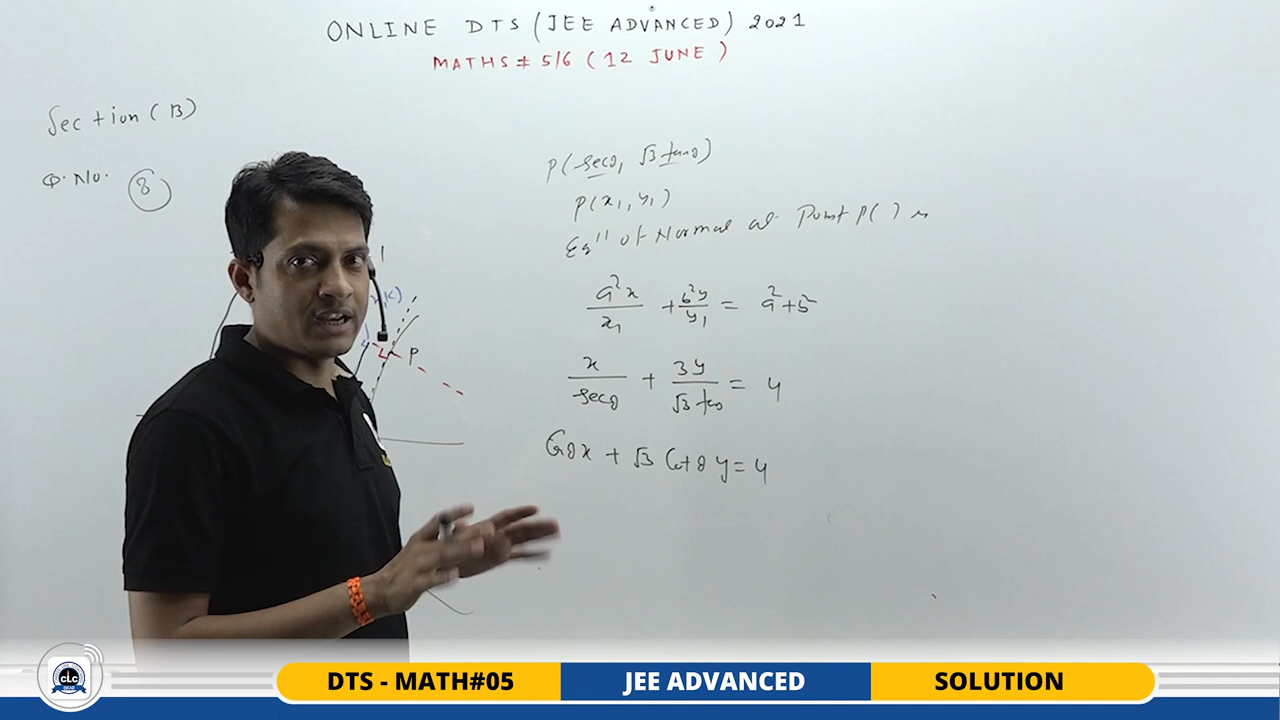 ONLINE DTS (JEE ADVANCED) 2021
MATHS # 5/6 ( 12 JUNE )
Section (B)
Q. No. 8
P(secθ, √3 tanθ)
P(x₁, y₁)
Eqⁿ of Normal at Point P( ) is
a²x/x₁ + b²y/y₁ = a²+b²
x/secθ + 3y/√3 tanθ = 4
Cosθx + √3 Cotθ y = 4
P
CLC
DTS - MATH#05
JEE ADVANCED
SOLUTION